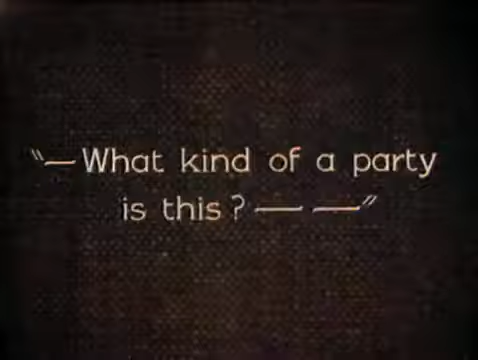 "—What kind of a party
is this?— —"